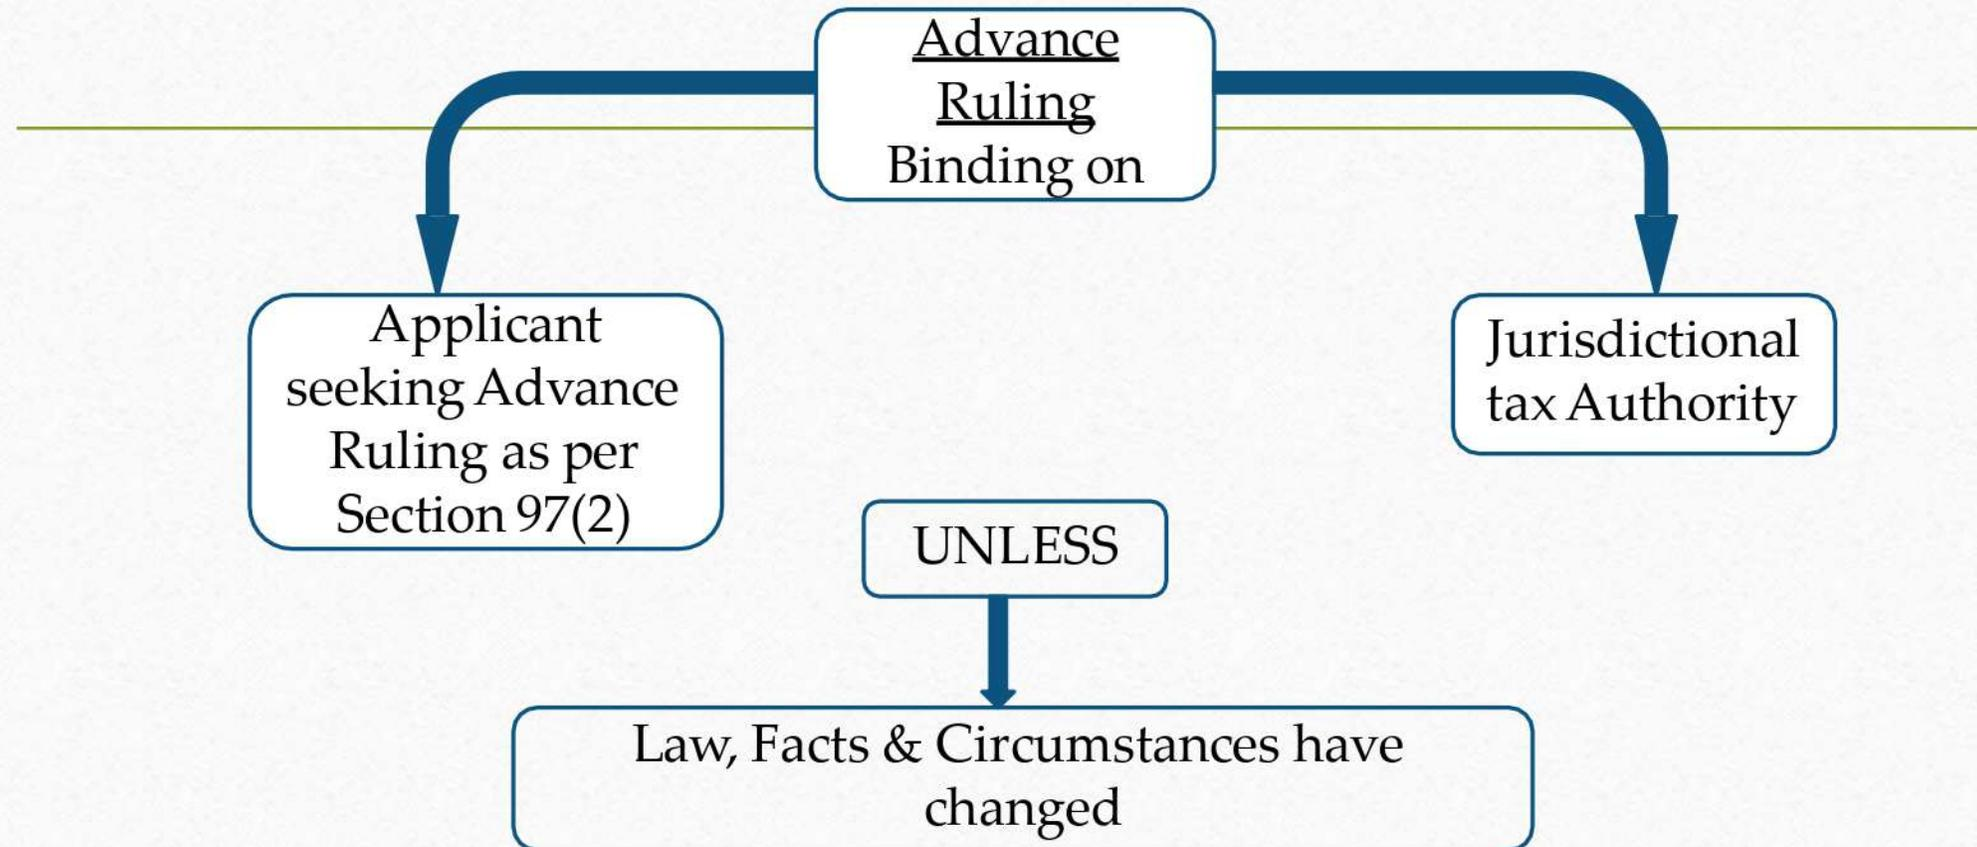 Advance
Ruling
Binding on
Applicant
seeking Advance
Ruling as per
Section 97(2)
Jurisdictional
tax Authority
UNLESS
Law, Facts & Circumstances have
changed